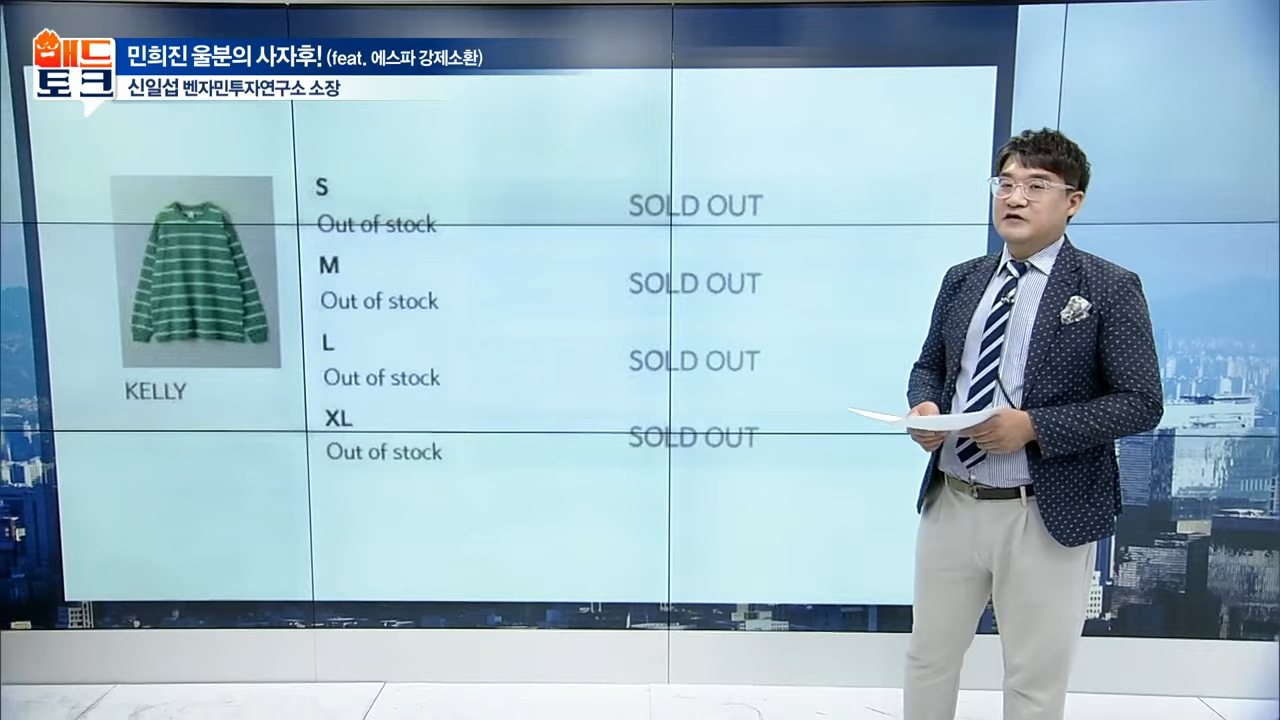 매드
토크
민희진 울분의 사자후! (feat. 에스파 강제소환)
신일섭 벤자민투자연구소 소장
S
Out of stock
SOLD OUT
M
Out of stock
SOLD OUT
L
Out of stock
SOLD OUT
XL
Out of stock
SOLD OUT
KELLY